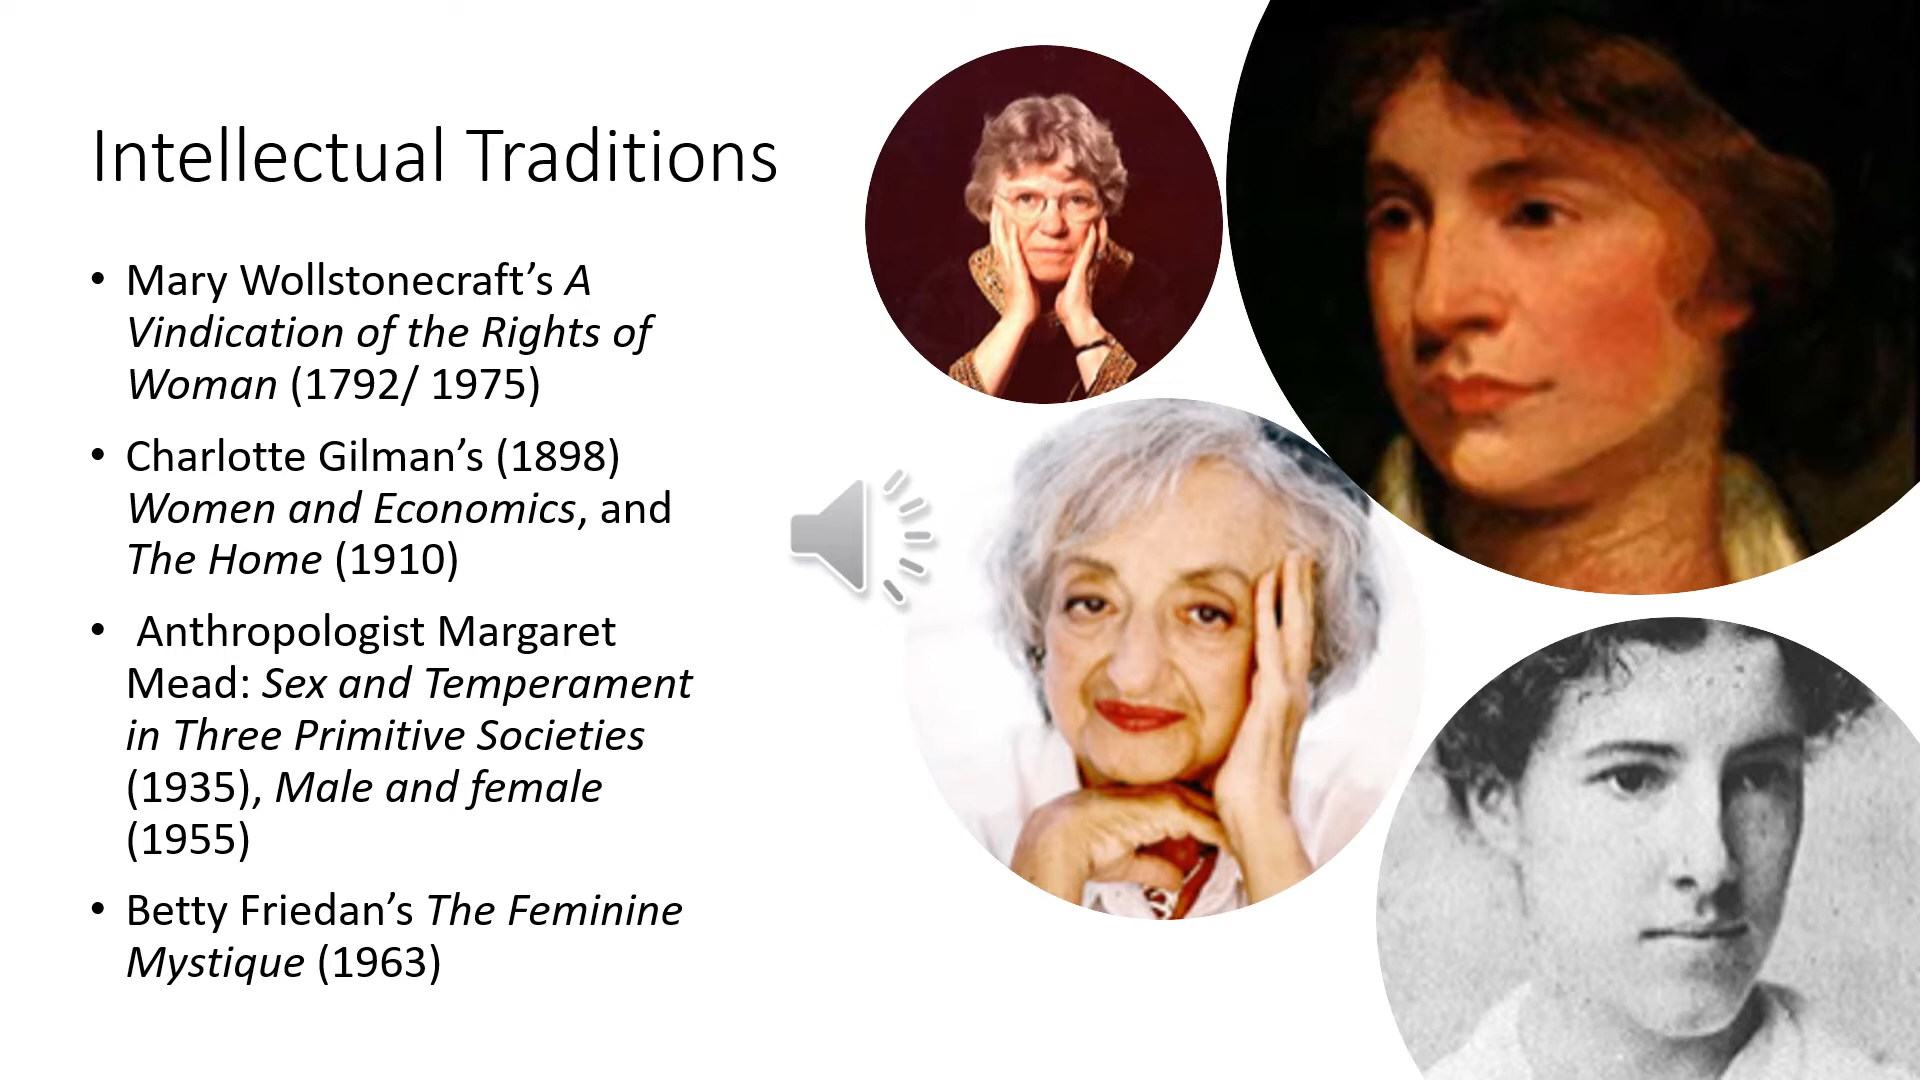 Intellectual Traditions
• Mary Wollstonecraft’s A
Vindication of the Rights of
Woman (1792/ 1975)
• Charlotte Gilman’s (1898)
Women and Economics, and
The Home (1910)
• Anthropologist Margaret
Mead: Sex and Temperament
in Three Primitive Societies
(1935), Male and female
(1955)
• Betty Friedan’s The Feminine
Mystique (1963)